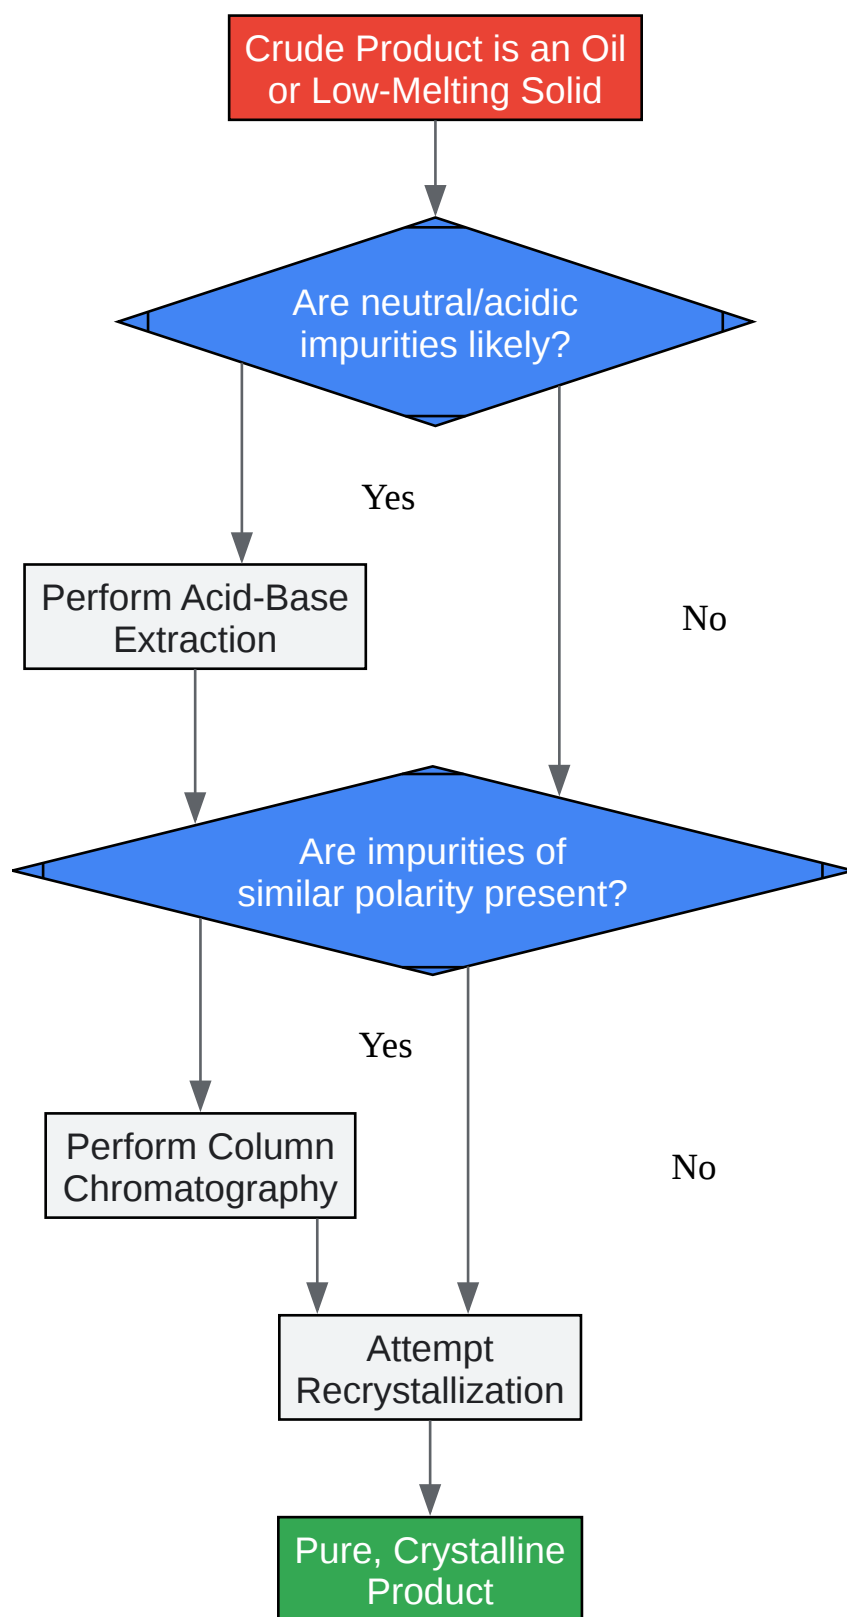 Crude Product is an Oil
or Low-Melting Solid
Are neutral/acidic
impurities likely?
Yes
Perform Acid-Base
Extraction
No
Are impurities of
similar polarity present?
Yes
Perform Column
Chromatography
No
Attempt
Recrystallization
Pure, Crystalline
Product